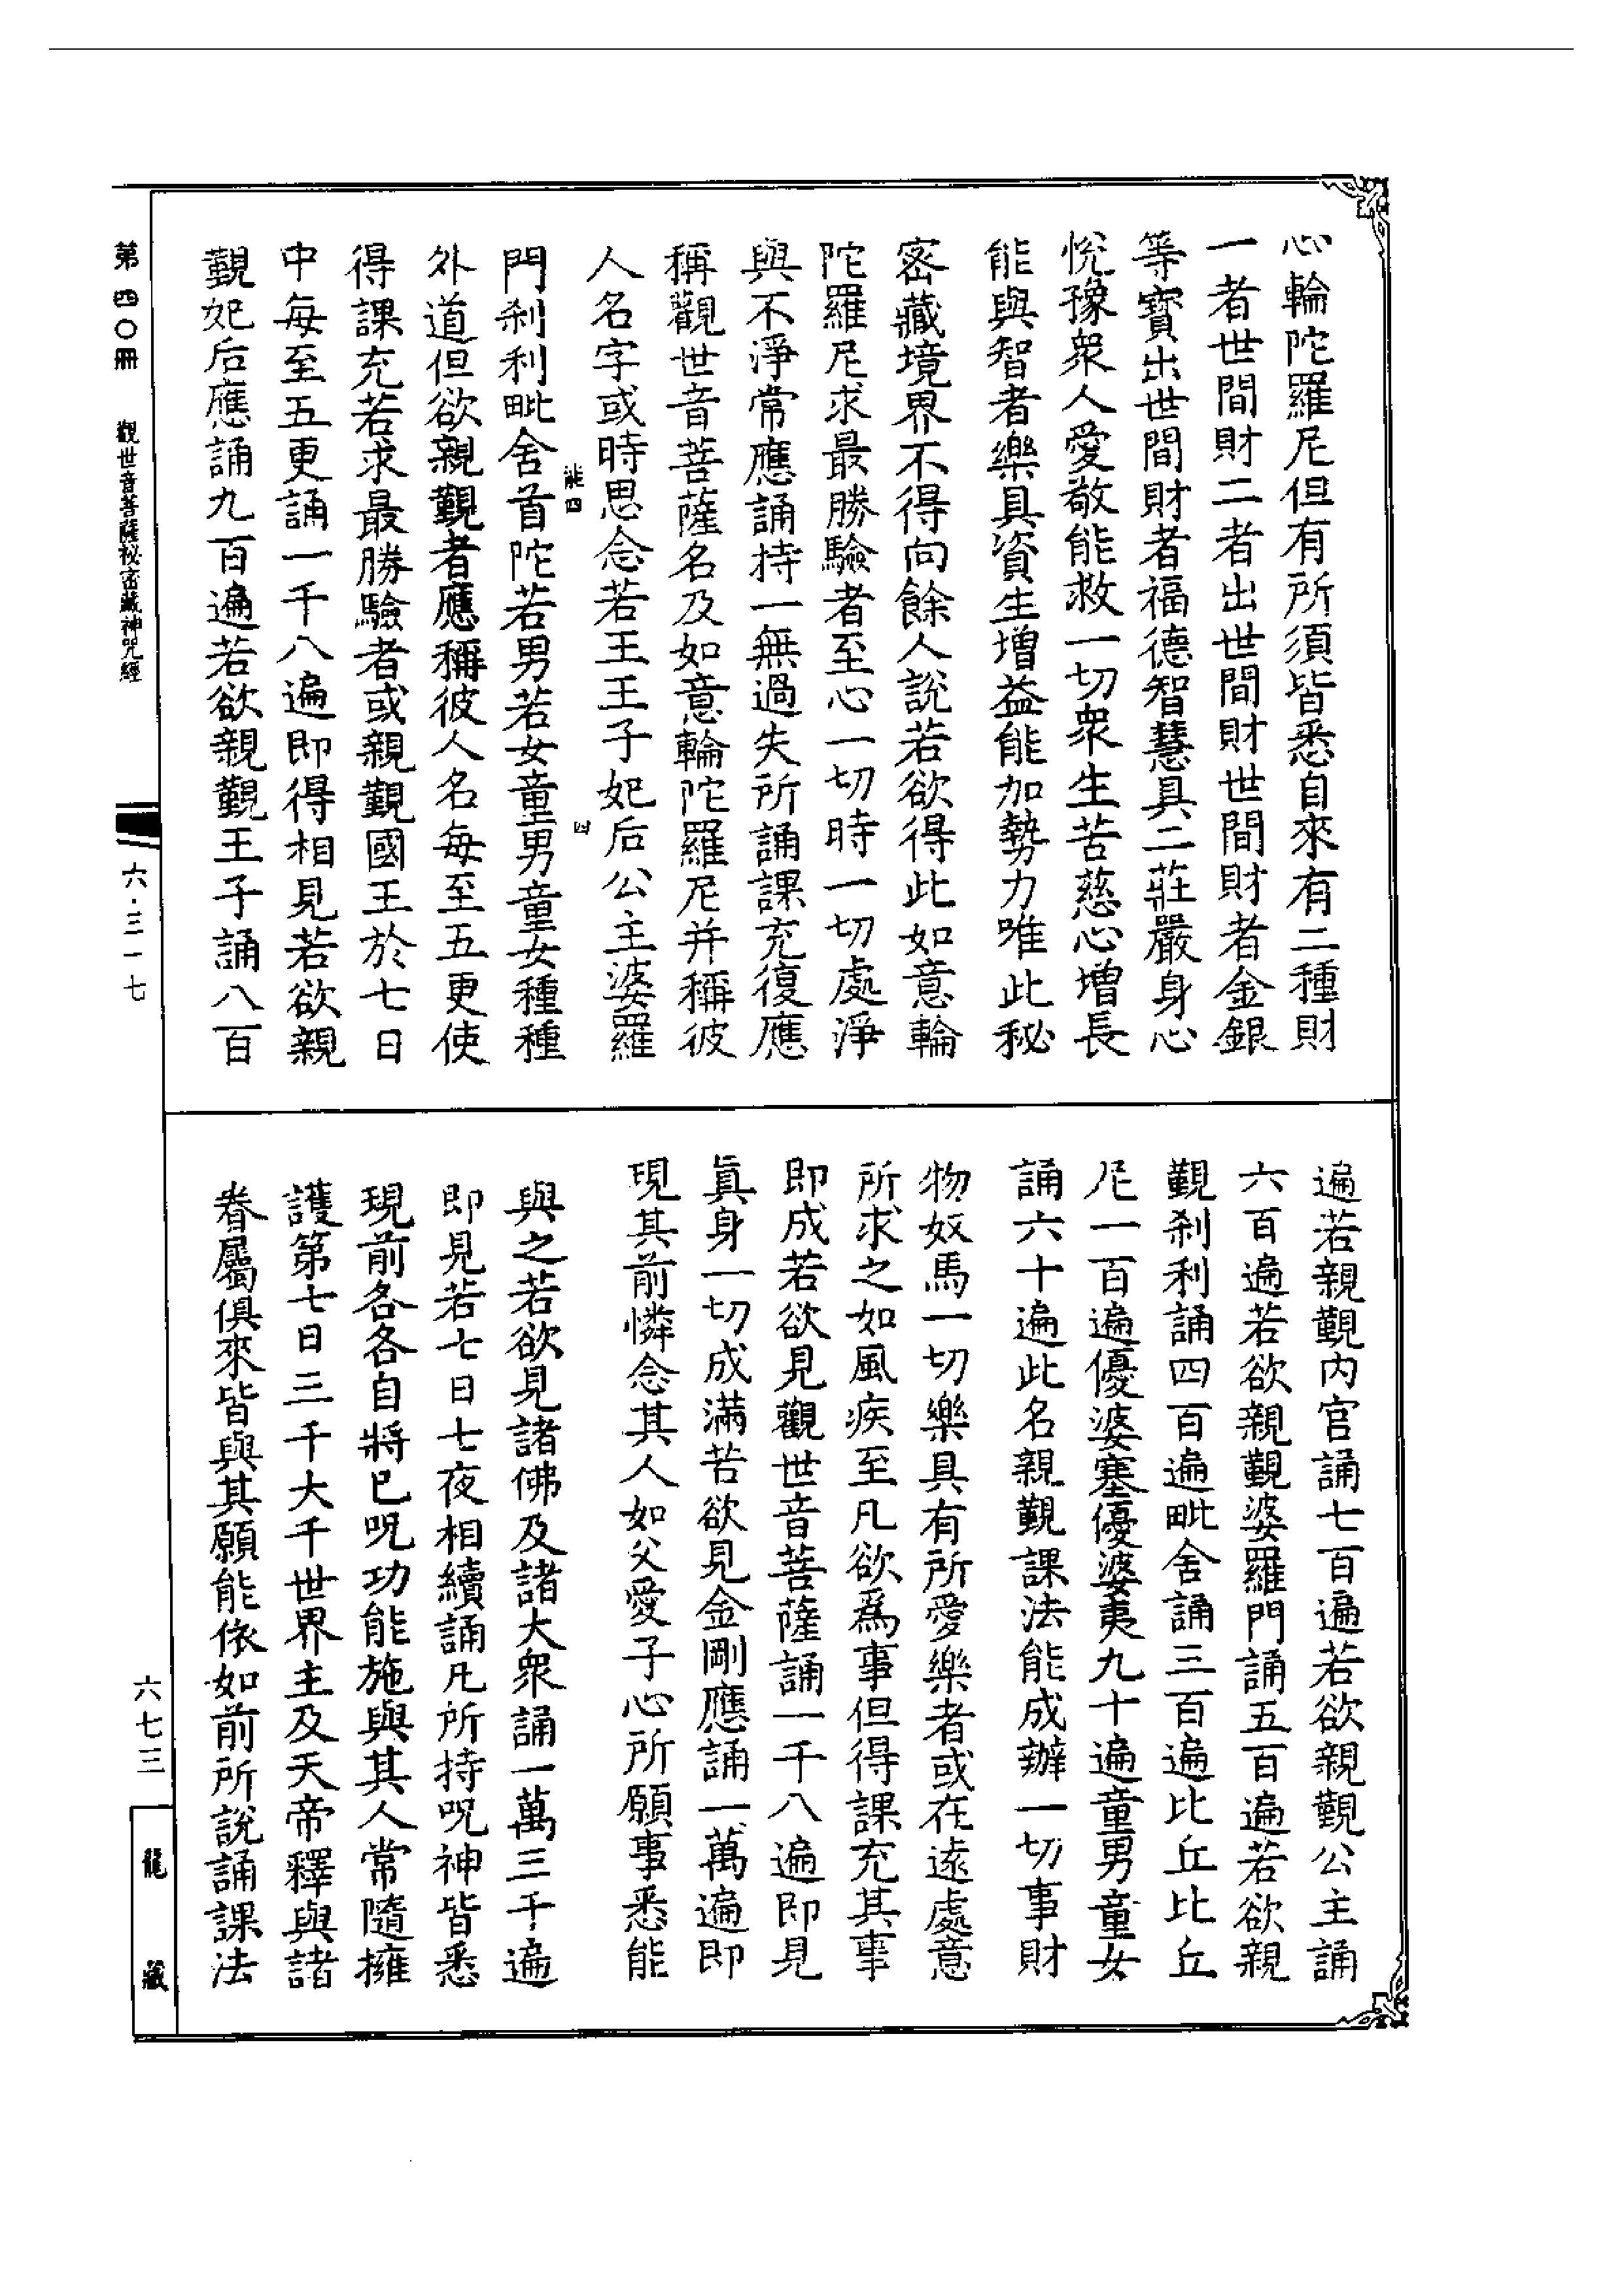 心輪陀羅尼但有所須皆悉自來有二種財
一者世間財二者出世間財世間財者金銀
等寶出世間財者福德智慧具二莊嚴身心
悅豫衆人愛敬能救一切衆生苦慈心增長
能與智者樂具資生增益能加勢力唯此秘
密藏境界不得向餘人說若欲得此如意輪
陀羅尼求最勝驗者至心一切時一切處淨
與不淨常應誦持一無過失所誦課充復應
稱觀世音菩薩名及如意輪陀羅尼并稱彼
人名字或時思念若王王子妃后公主婆羅
能四
四
門刹利毗舍首陀若男若女童男童女種種
外道但欲親覲者應稱彼人名每至五更使
得課充若求最勝驗者或親覲國王於七日
中每至五更誦一千八遍即得相見若欲親
覲妃后應誦九百遍若欲親覲王子誦八百
遍若親覲內官誦七百遍若欲親覲公主誦
六百遍若欲親覲婆羅門誦五百遍若欲親
覲刹利誦四百遍毗舍誦三百遍比丘比丘
尼一百遍優婆塞優婆夷九十遍童男童女
誦六十遍此名親覲課法能成辦一切事財
物奴馬一切樂具有所愛樂者或在遠處意
所求之如風疾至凡欲爲事但得課充其事
即成若欲見觀世音菩薩誦一千八遍即見
眞身一切成滿若欲見金剛應誦一萬遍即
現其前憐念其人如父愛子心所願事悉能
與之若欲見諸佛及諸大衆誦一萬三千遍
即見若七日七夜相續誦凡所持呪神皆悉
現前各各自將已呪功能施與其人常隨擁
護第七日三千大千世界主及天帝釋與諸
眷屬俱來皆與其願能依如前所說誦課法
第四〇冊　觀世音菩薩秘密藏神咒經
六·三一七
六七三
龍藏